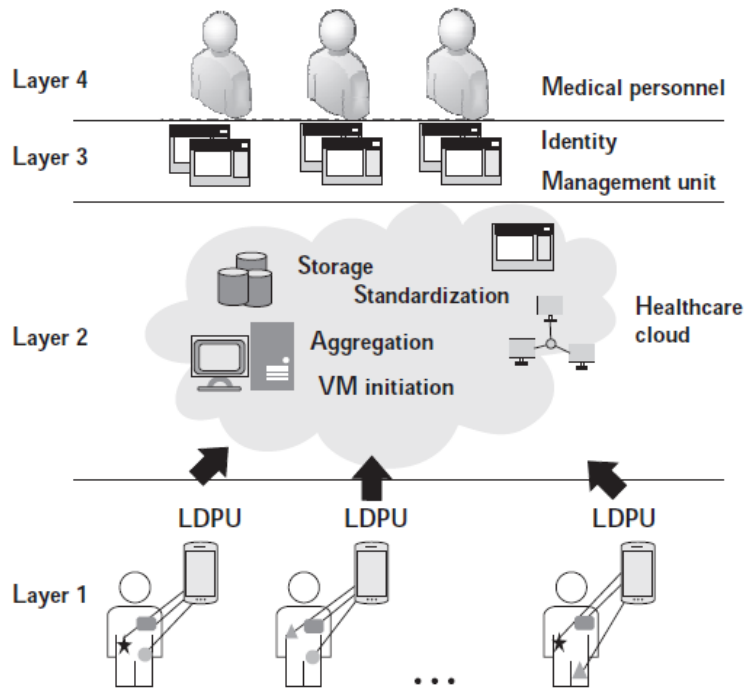 Layer 4
Medical personnel
Layer 3
Identity
Management unit
Storage
Standardization
Layer 2
Healthcare
cloud
Aggregation
VM initiation
LDPU
LDPU
LDPU
Layer 1
...